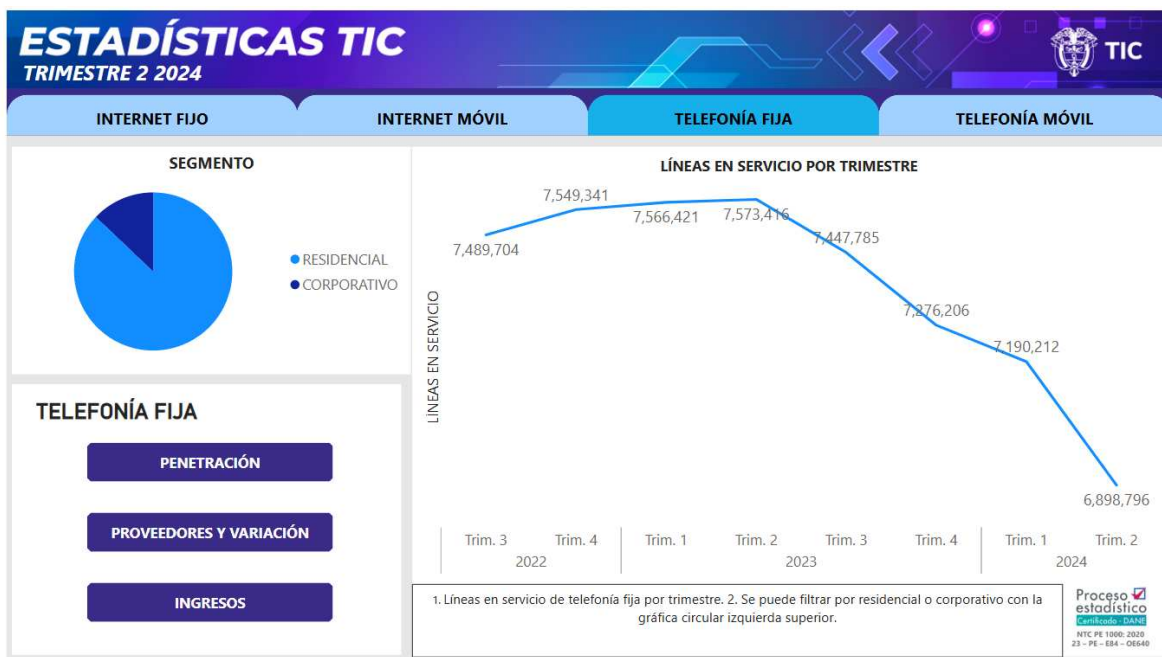 ESTADÍSTICAS TIC
TRIMESTRE 2 2024
TIC
INTERNET FIJO
INTERNET MÓVIL
TELEFONÍA FIJA
TELEFONÍA MÓVIL
SEGMENTO
RESIDENCIAL
CORPORATIVO
TELEFONÍA FIJA
PENETRACIÓN
PROVEEDORES Y VARIACIÓN
INGRESOS
LÍNEAS EN SERVICIO POR TRIMESTRE
LÍNEAS EN SERVICIO
7,489,704
7,549,341
7,566,421
7,573,416
7,447,785
7,276,206
7,190,212
6,898,796
Trim. 3 Trim. 4 Trim. 1 Trim. 2 Trim. 3 Trim. 4 Trim. 1 Trim. 2
2022 2023 2024
1. Líneas en servicio de telefonía fija por trimestre. 2. Se puede filtrar por residencial o corporativo con la
gráfica circular izquierda superior.
Proceso
estadístico
Certificado - DANE
NTC PE 1000: 2020
23 – PE – E84 – OE640